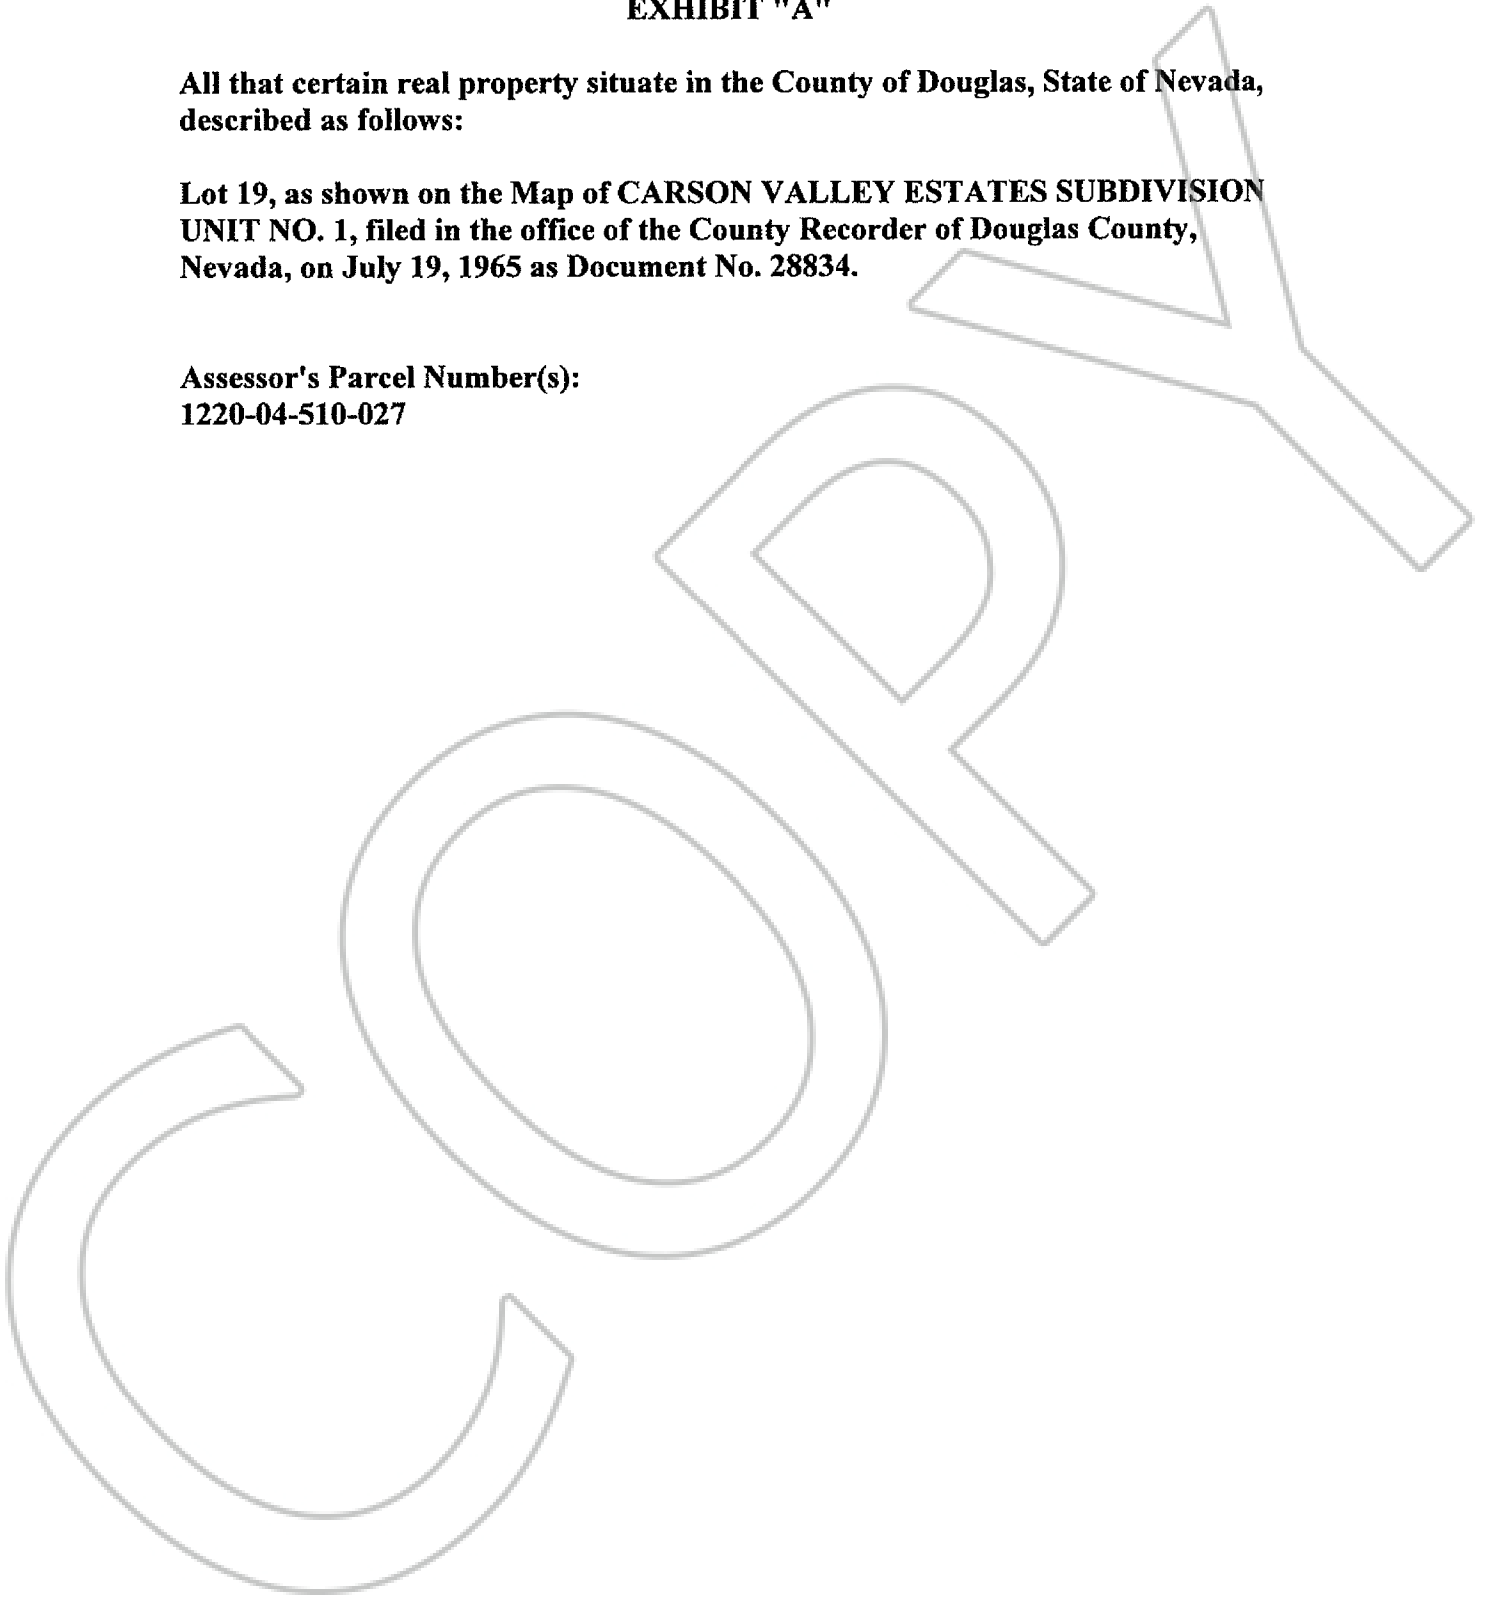 EXHIBIT "A"
All that certain real property situate in the County of Douglas, State of Nevada,
described as follows:
Lot 19, as shown on the Map of CARSON VALLEY ESTATES SUBDIVISION
UNIT NO. 1, filed in the office of the County Recorder of Douglas County,
Nevada, on July 19, 1965 as Document No. 28834.
Assessor's Parcel Number(s):
1220-04-510-027
COPY